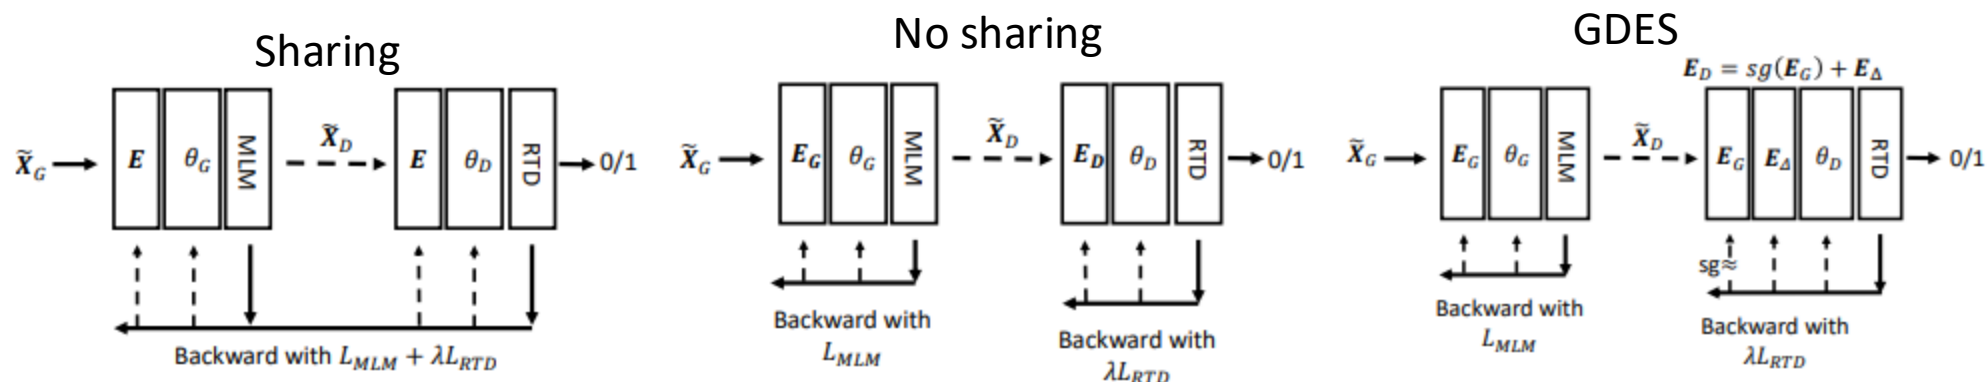 Sharing
X̃_G
E
θ_G
MLM
X̃_D
E
θ_D
RTD
0/1
Backward with L_MLM + λL_RTD
No sharing
X̃_G
E_G
θ_G
MLM
X̃_D
E_D
θ_D
RTD
0/1
Backward with
L_MLM
Backward with
λL_RTD
GDES
E_D = sg(E_G) + E_Δ
X̃_G
E_G
θ_G
MLM
X̃_D
E_G
E_Δ
θ_D
RTD
0/1
sg
Backward with
L_MLM
Backward with
λL_RTD